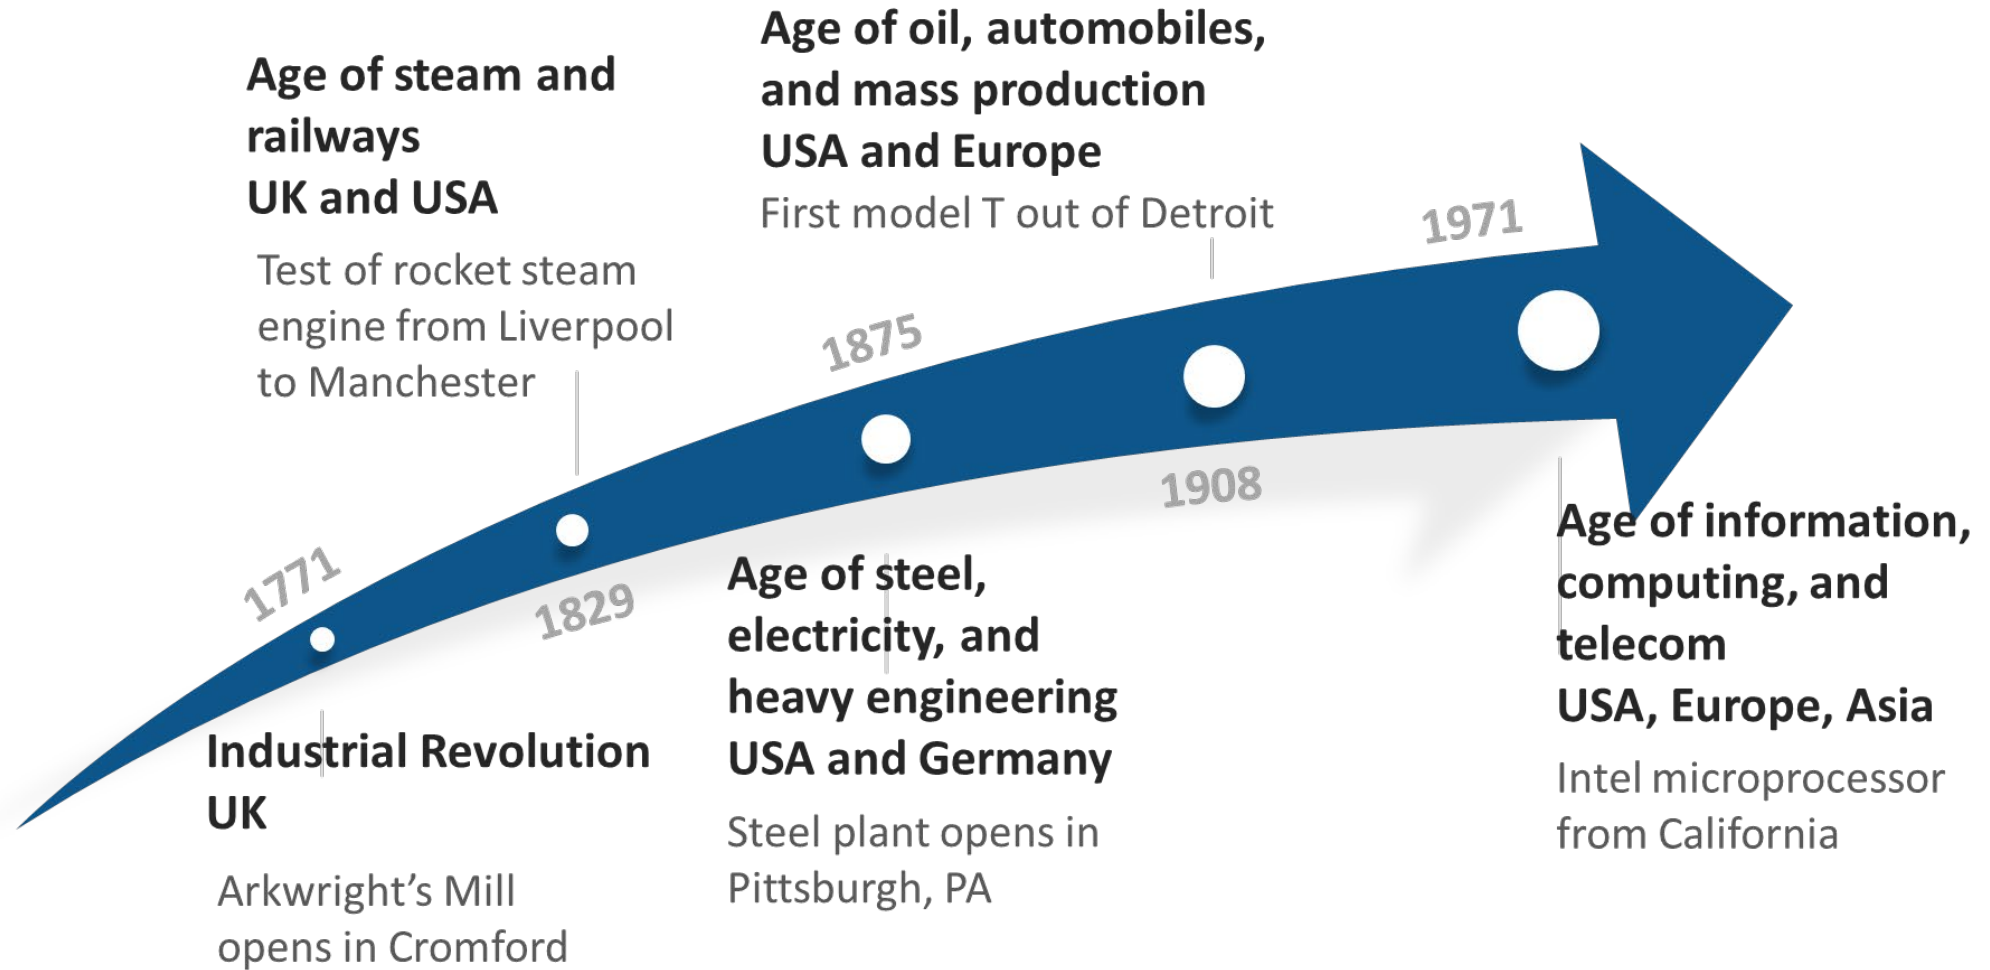 Age of steam and
railways
UK and USA
Test of rocket steam
engine from Liverpool
to Manchester
Age of oil, automobiles,
and mass production
USA and Europe
First model T out of Detroit
1771
1829
1875
1908
1971
Industrial Revolution
UK
Arkwright’s Mill
opens in Cromford
Age of steel,
electricity, and
heavy engineering
USA and Germany
Steel plant opens in
Pittsburgh, PA
Age of information,
computing, and
telecom
USA, Europe, Asia
Intel microprocessor
from California